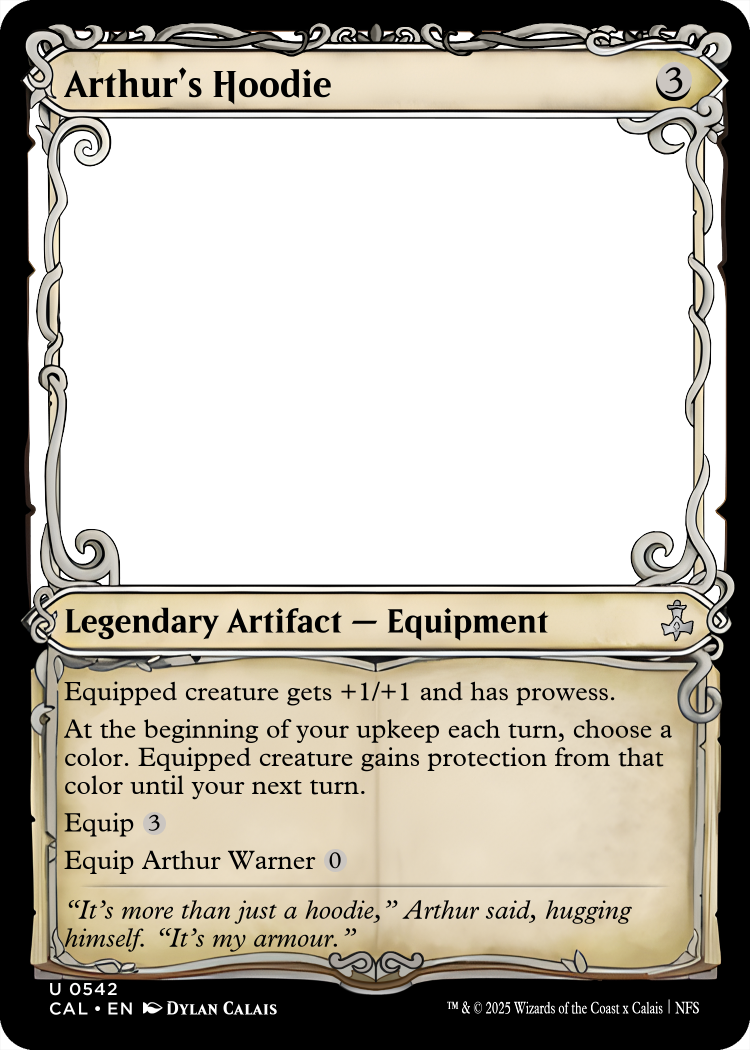 Arthur's Hoodie 3
Legendary Artifact — Equipment
Equipped creature gets +1/+1 and has prowess.
At the beginning of your upkeep each turn, choose a
color. Equipped creature gains protection from that
color until your next turn.
Equip 3
Equip Arthur Warner 0
“It's more than just a hoodie,” Arthur said, hugging
himself. “It's my armour.”
U 0542
CAL • EN Dylan Calais
™ & © 2025 Wizards of the Coast x Calais | NFS